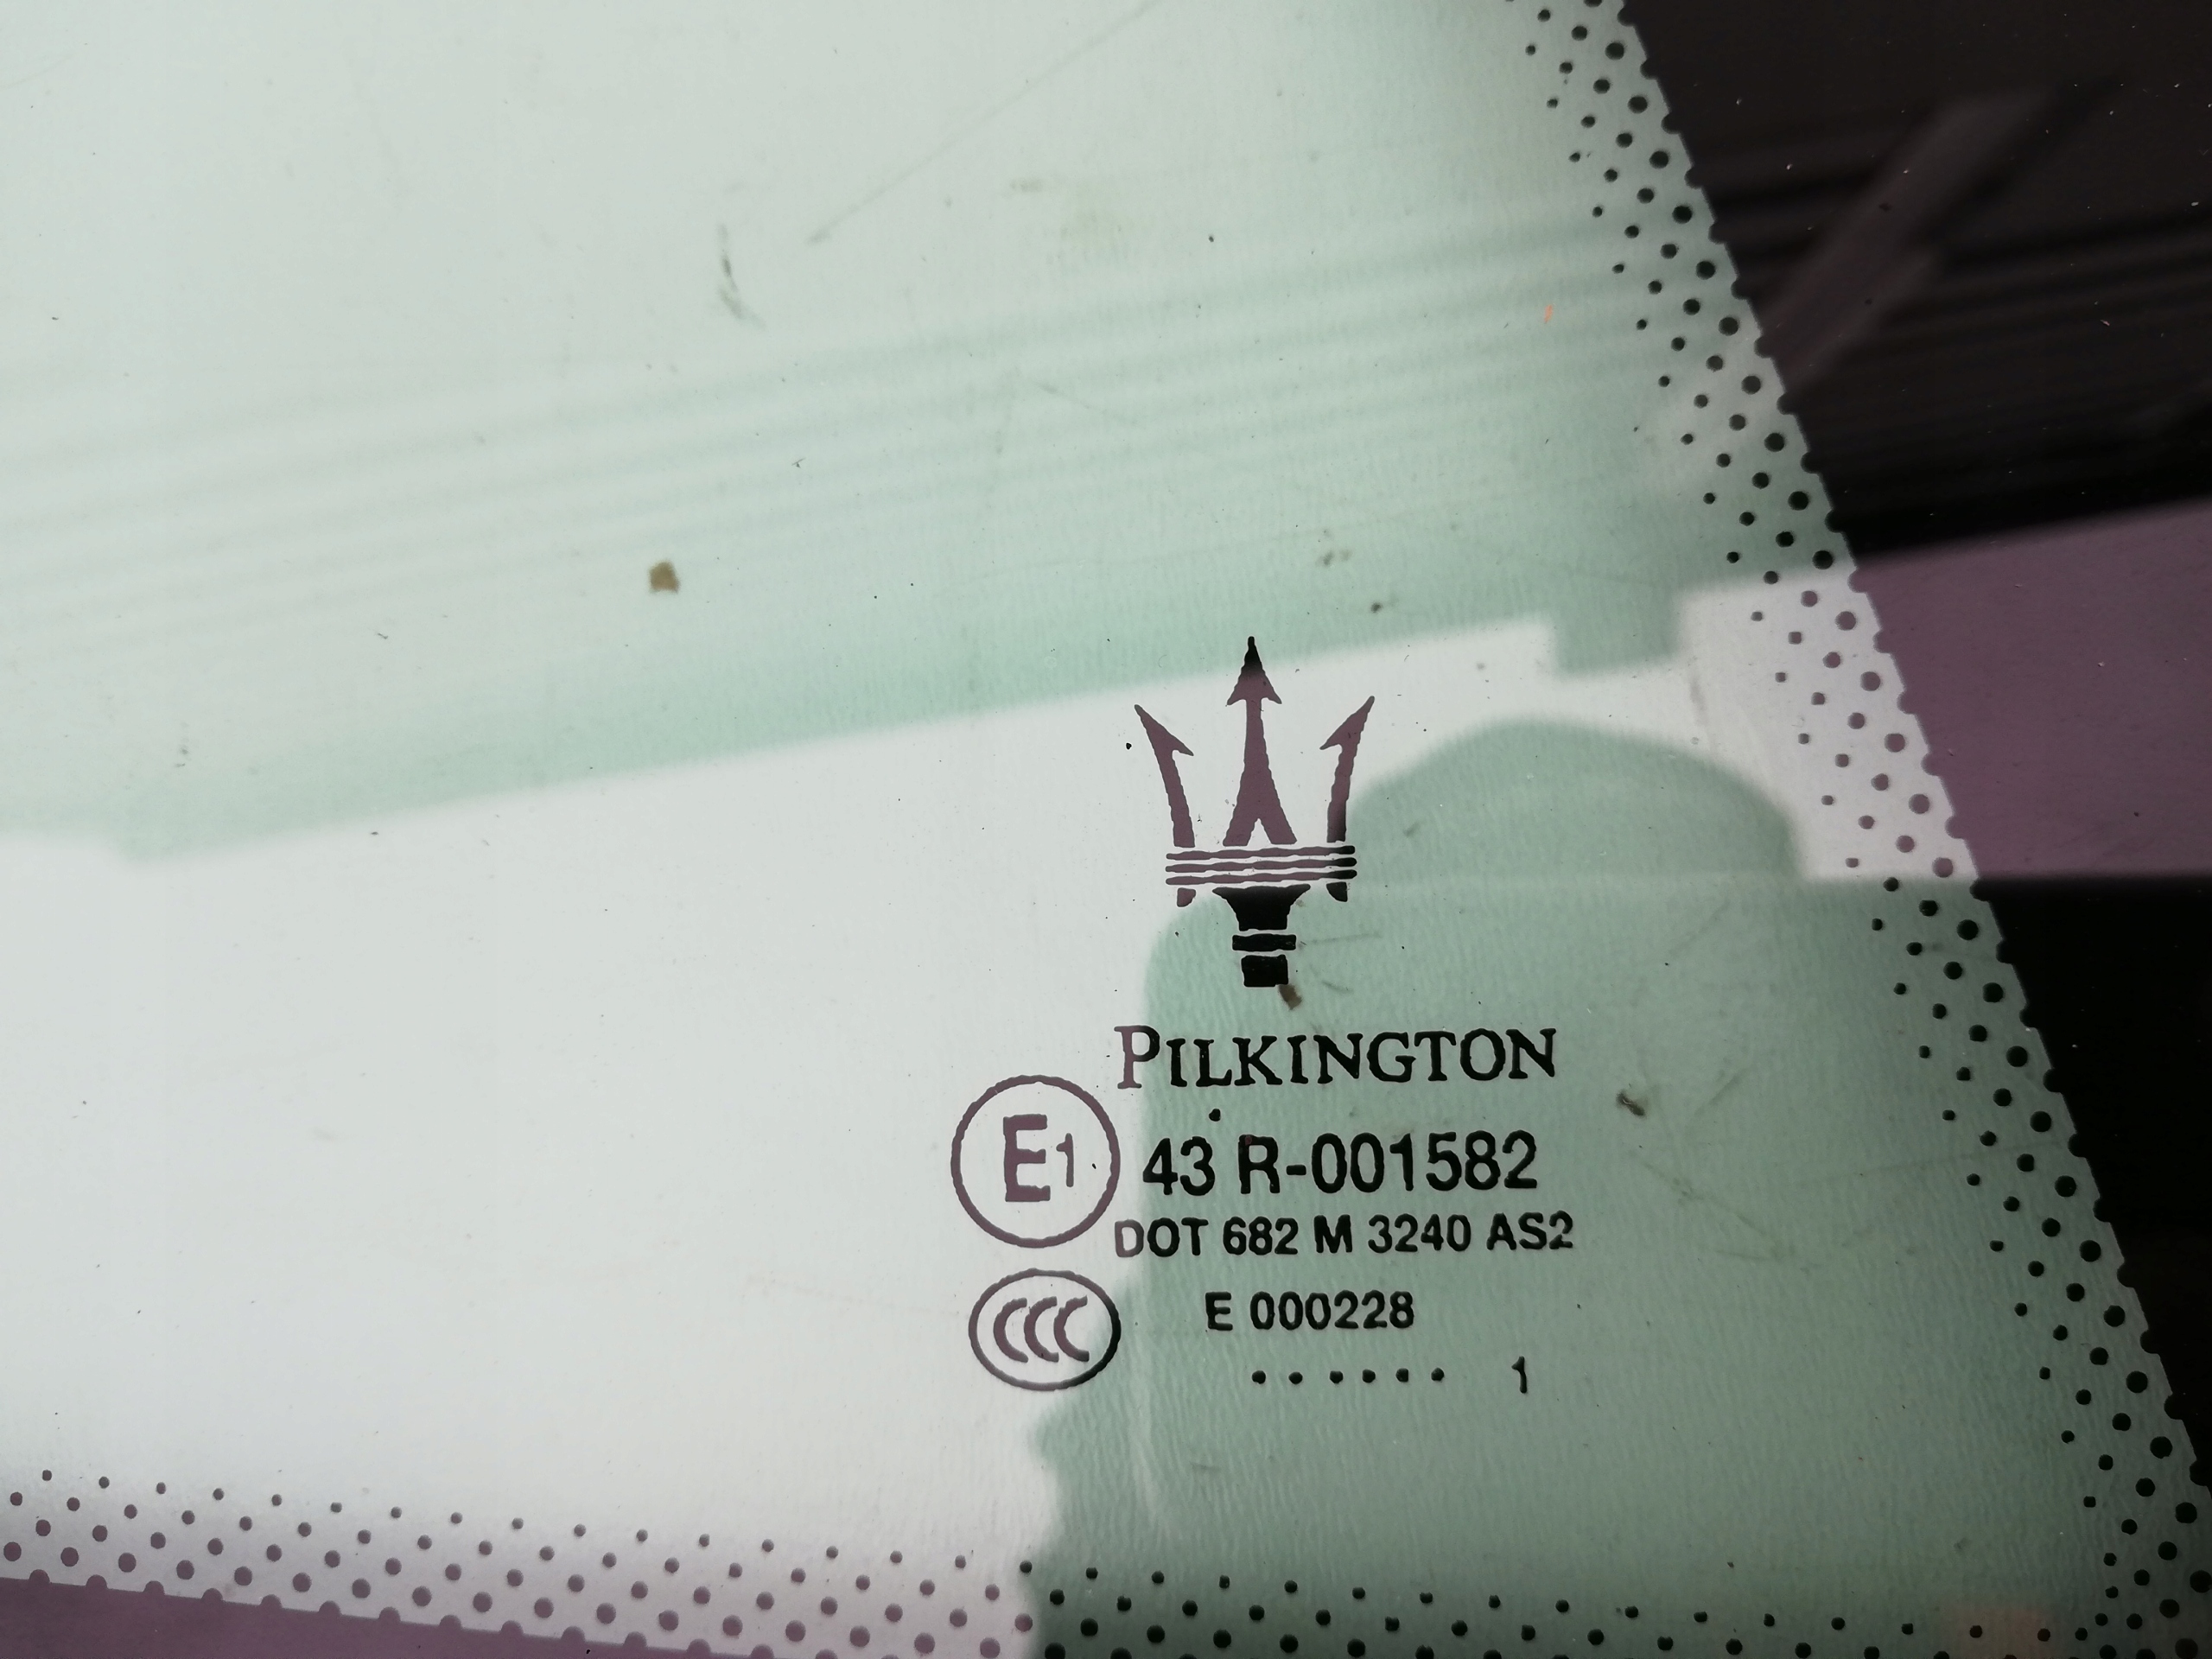 PILKINGTON
E1 43 R-001582
DOT 682 M 3240 AS2
CCC E 000228
...... 1